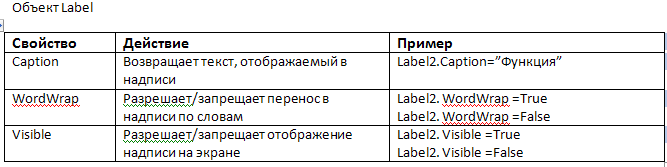 Объект Label
Свойство Действие Пример
Caption Возвращает текст, отображаемый в надписи Label2.Caption=”Функция”
WordWrap Разрешает/запрещает перенос в надписи по словам Label2. WordWrap =True
Label2. WordWrap =False
Visible Разрешает/запрещает отображение надписи на экране Label2. Visible =True
Label2. Visible =False